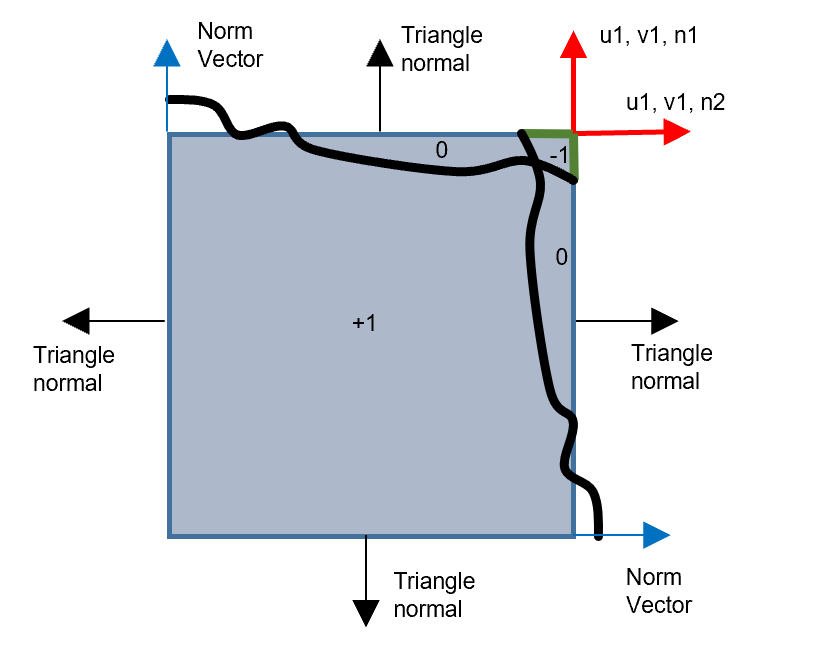 Norm
Vector
Triangle
normal
u1, v1, n1
u1, v1, n2
0
-1
0
+1
Triangle
normal
Triangle
normal
Triangle
normal
Norm
Vector